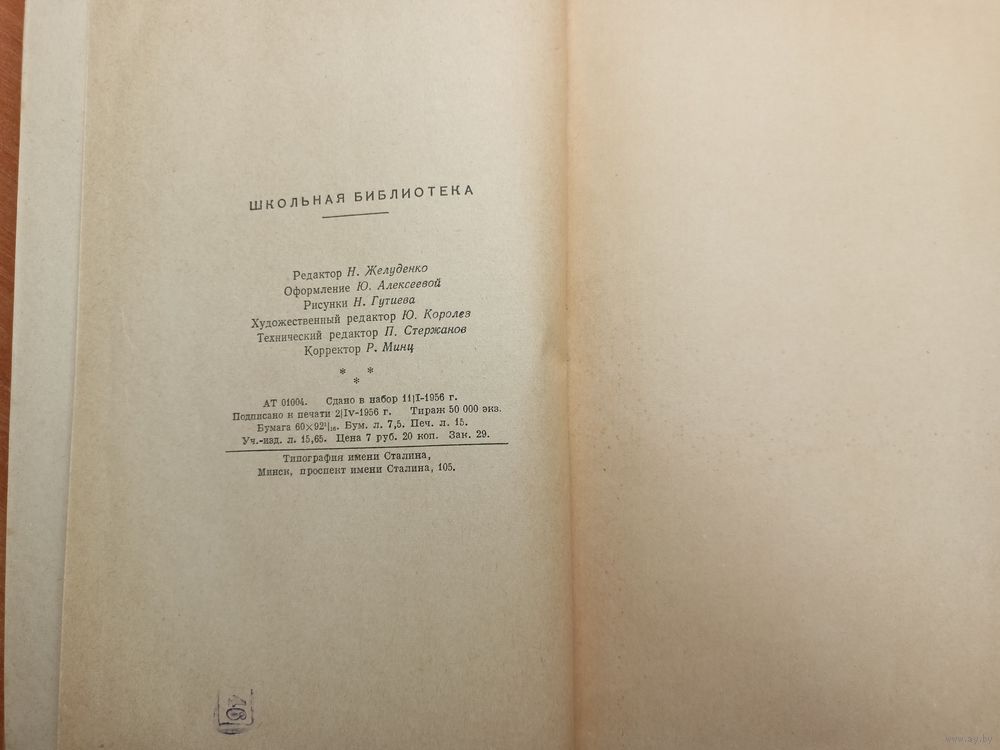 ШКОЛЬНАЯ БИБЛИОТЕКА
Редактор Н. Желуденко
Оформление Ю. Алексеевой
Рисунки Н. Гутиева
Художественный редактор Ю. Королев
Технический редактор П. Стержанов
Корректор Р. Минц
* *
*
АТ 01004. Сдано в набор 11|I-1956 г.
Подписано к печати 2|IV-1956 г. Тираж 50 000 экз.
Бумага 60×92¹|₁₆. Бум. л. 7,5. Печ. л. 15.
Уч.-изд. л. 15,65. Цена 7 руб. 20 коп. Зак. 29.
Типография имени Сталина,
Минск, проспект имени Сталина, 105.
www.ay.by